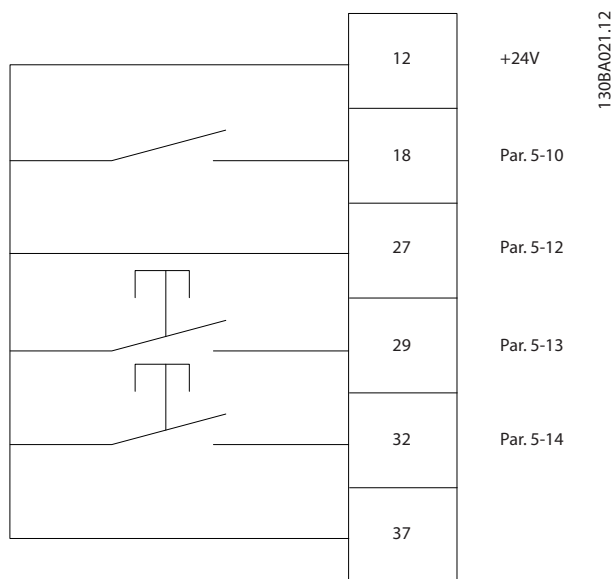 12 +24V
18 Par. 5-10
27 Par. 5-12
29 Par. 5-13
32 Par. 5-14
37
130BA021.12